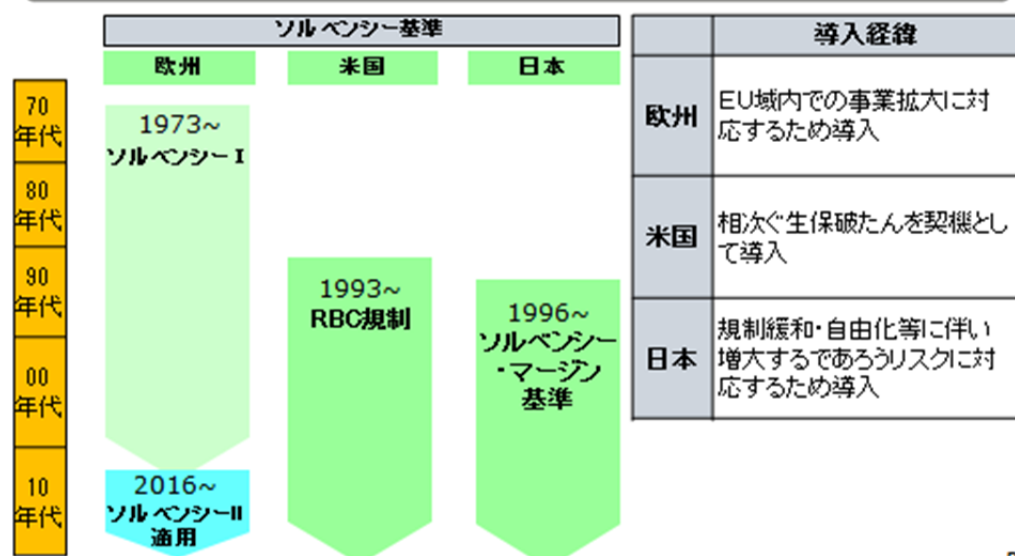 ソルベンシー基準
欧州
米国
日本
70
年代
80
年代
90
年代
00
年代
10
年代
1973~
ソルベンシーⅠ
2016~
ソルベンシーⅡ
適用
1993~
RBC規制
1996~
ソルベンシー
・マージン
基準
導入経緯
欧州
EU域内での事業拡大に対
応するため導入
米国
相次ぐ生保破たんを契機とし
て導入
日本
規制緩和・自由化等に伴い
増大するであろうリスクに対
応するため導入